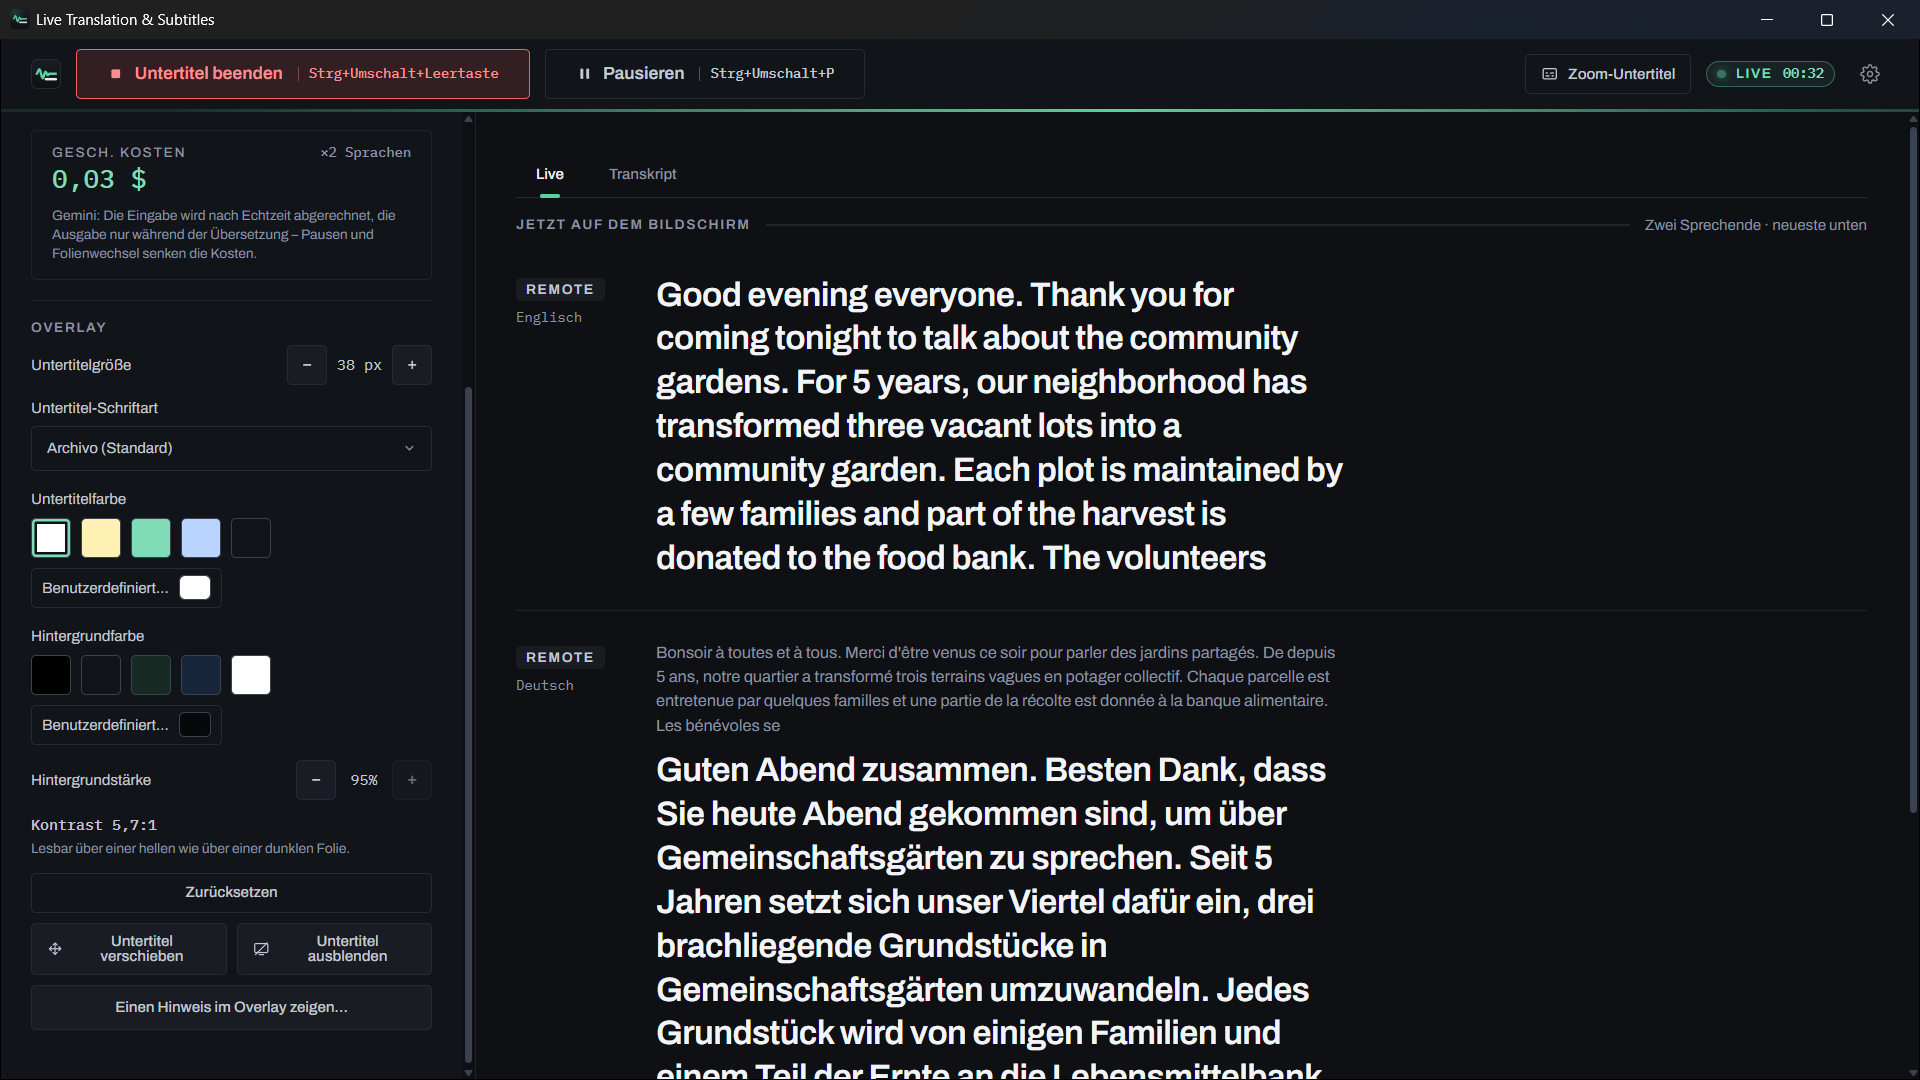 Live Translation & Subtitles
Untertitel beenden | Strg+Umschalt+Leertaste
Pausieren | Strg+Umschalt+P
Zoom-Untertitel
LIVE 00:32
GESCH. KOSTEN
×2 Sprachen
0,03 $
Gemini: Die Eingabe wird nach Echtzeit abgerechnet, die
Ausgabe nur während der Übersetzung – Pausen und
Folienwechsel senken die Kosten.
OVERLAY
Untertitelgröße
− 38 px +
Untertitel-Schriftart
Archivo (Standard)
Untertitelfarbe
Benutzerdefiniert…
Hintergrundfarbe
Benutzerdefiniert…
Hintergrundstärke
− 95% +
Kontrast 5,7:1
Lesbar über einer hellen wie über einer dunklen Folie.
Zurücksetzen
Untertitel
verschieben
Untertitel
ausblenden
Einen Hinweis im Overlay zeigen…
Live
Transkript
JETZT AUF DEM BILDSCHIRM
Zwei Sprechende · neueste unten
REMOTE
Englisch
Good evening everyone. Thank you for
coming tonight to talk about the community
gardens. For 5 years, our neighborhood has
transformed three vacant lots into a
community garden. Each plot is maintained by
a few families and part of the harvest is
donated to the food bank. The volunteers
REMOTE
Deutsch
Bonsoir à toutes et à tous. Merci d'être venus ce soir pour parler des jardins partagés. De depuis
5 ans, notre quartier a transformé trois terrains vagues en potager collectif. Chaque parcelle est
entretenue par quelques familles et une partie de la récolte est donnée à la banque alimentaire.
Les bénévoles se
Guten Abend zusammen. Besten Dank, dass
Sie heute Abend gekommen sind, um über
Gemeinschaftsgärten zu sprechen. Seit 5
Jahren setzt sich unser Viertel dafür ein, drei
brachliegende Grundstücke in
Gemeinschaftsgärten umzuwandeln. Jedes
Grundstück wird von einigen Familien und
einem Teil der Ernte an die Lebensmittelbank